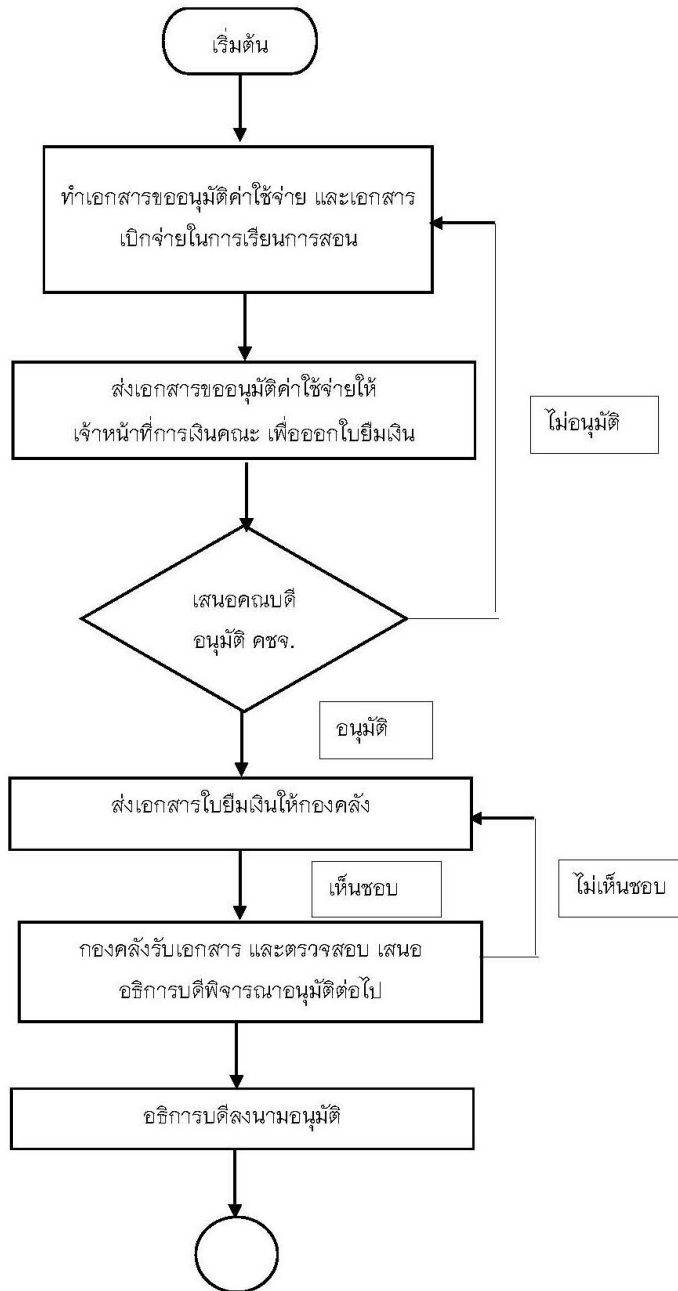 เริ่มต้น
ทำเอกสารขออนุมัติค่าใช้จ่าย และเอกสาร
เบิกจ่ายในการเรียนการสอน
ส่งเอกสารขออนุมัติค่าใช้จ่ายให้
เจ้าหน้าที่การเงินคณะ เพื่อออกใบยืมเงิน
ไม่อนุมัติ
เสนอคณบดี
อนุมัติ คชจ.
อนุมัติ
ส่งเอกสารใบยืมเงินให้กองคลัง
เห็นชอบ
ไม่เห็นชอบ
กองคลังรับเอกสาร และตรวจสอบ เสนอ
อธิการบดีพิจารณาอนุมัติต่อไป
อธิการบดีลงนามอนุมัติ